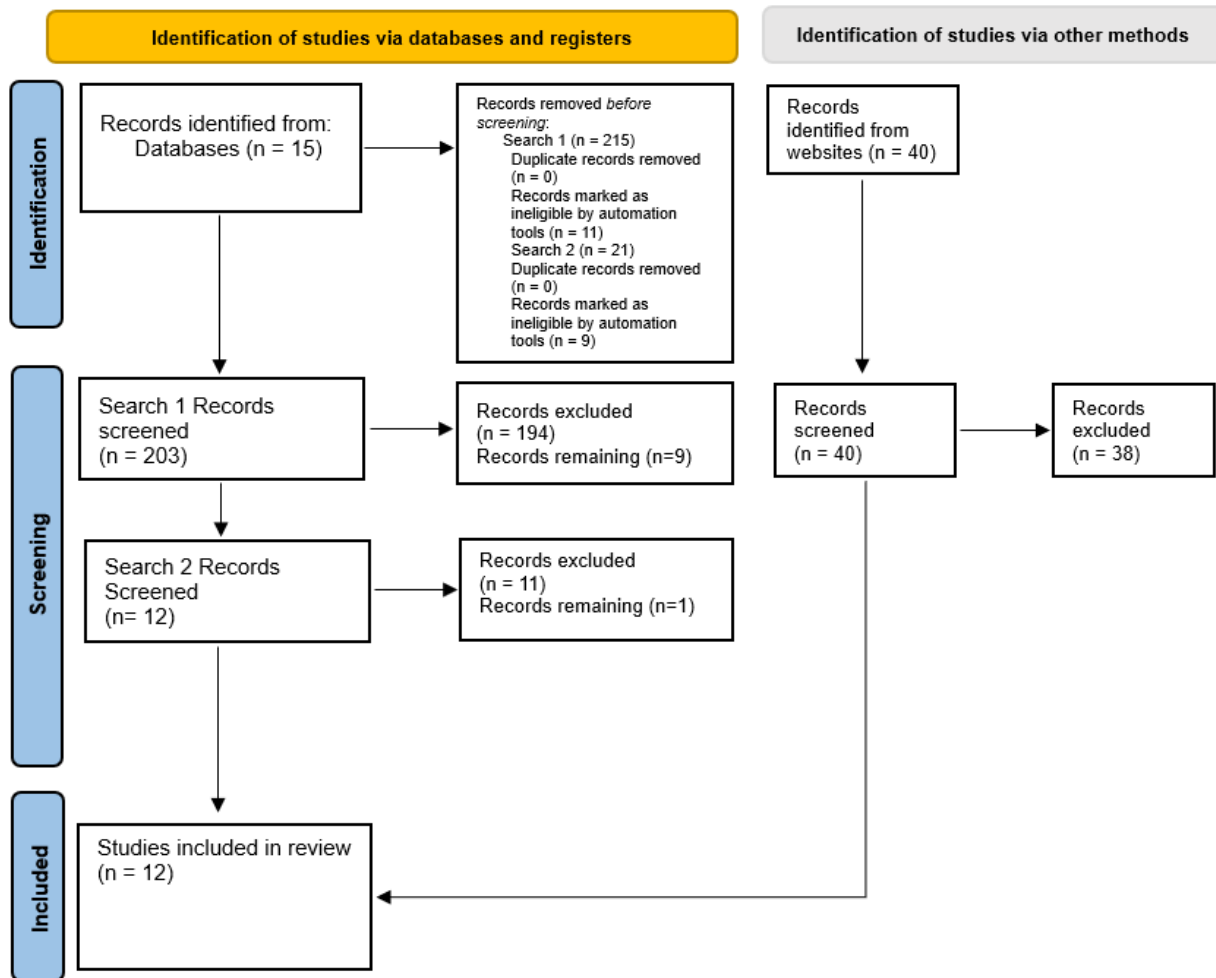 Identification of studies via databases and registers
Identification of studies via other methods
Identification
Records identified from:
Databases (n = 15)
Records removed before
screening:
Search 1 (n = 215)
Duplicate records removed
(n = 0)
Records marked as
ineligible by automation
tools (n = 11)
Search 2 (n = 21)
Duplicate records removed
(n = 0)
Records marked as
ineligible by automation
tools (n = 9)
Records
identified from
websites (n = 40)
Screening
Search 1 Records
screened
(n = 203)
Records excluded
(n = 194)
Records remaining (n=9)
Records
screened
(n = 40)
Records
excluded
(n = 38)
Search 2 Records
Screened
(n= 12)
Records excluded
(n = 11)
Records remaining (n=1)
Included
Studies included in review
(n = 12)